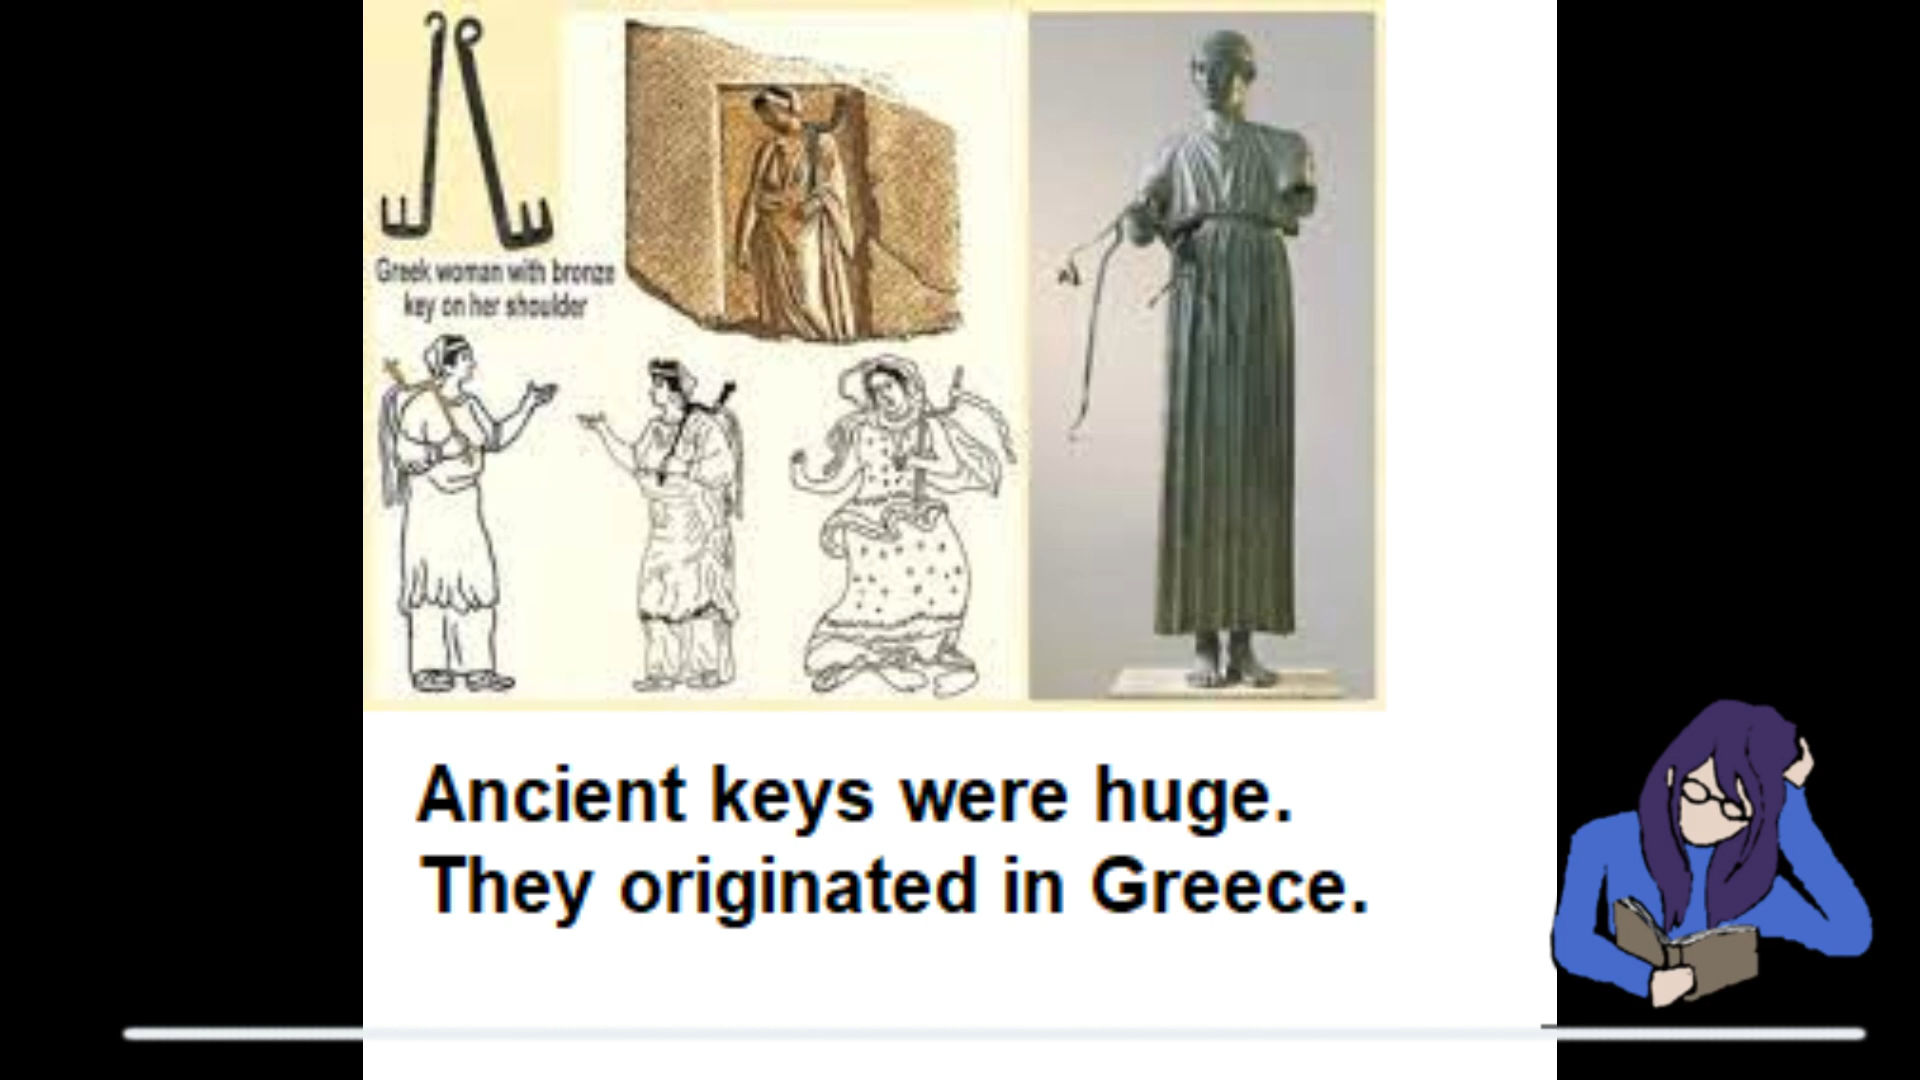 Greek woman with bronze
key on her shoulder
Ancient keys were huge.
They originated in Greece.